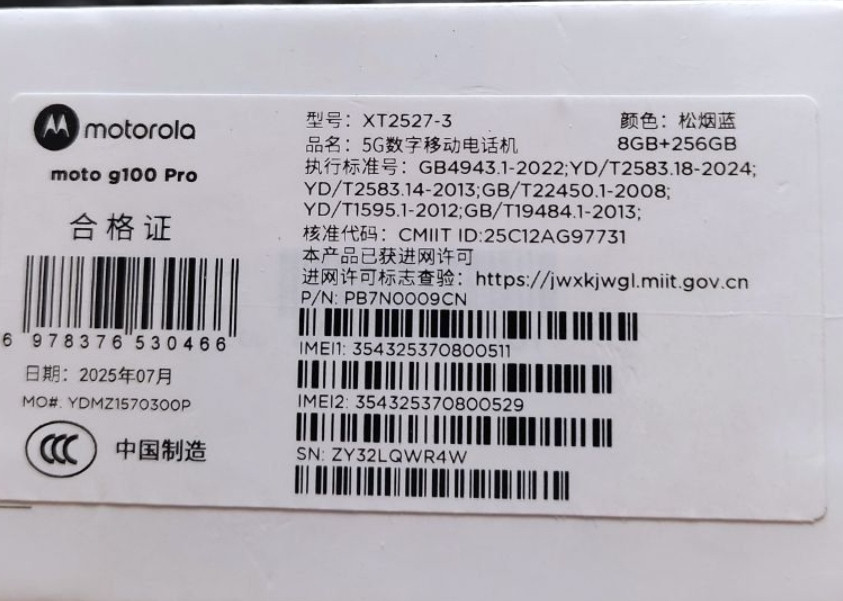 motorola
moto g100 Pro
合格证
6 978376 530466
日期：2025年07月
MO#. YDMZ1570300P
CCC
中国制造
型号：XT2527-3
颜色：松烟蓝
品名：5G数字移动电话机
8GB+256GB
执行标准号：GB4943.1-2022;YD/T2583.18-2024;
YD/T2583.14-2013;GB/T22450.1-2008;
YD/T1595.1-2012;GB/T19484.1-2013;
核准代码：CMIIT ID:25C12AG97731
本产品已获进网许可
进网许可标志查验：https://jwxkjwgl.miit.gov.cn
P/N: PB7N0009CN
IMEI1: 354325370800511
IMEI2: 354325370800529
SN: ZY32LQWR4W